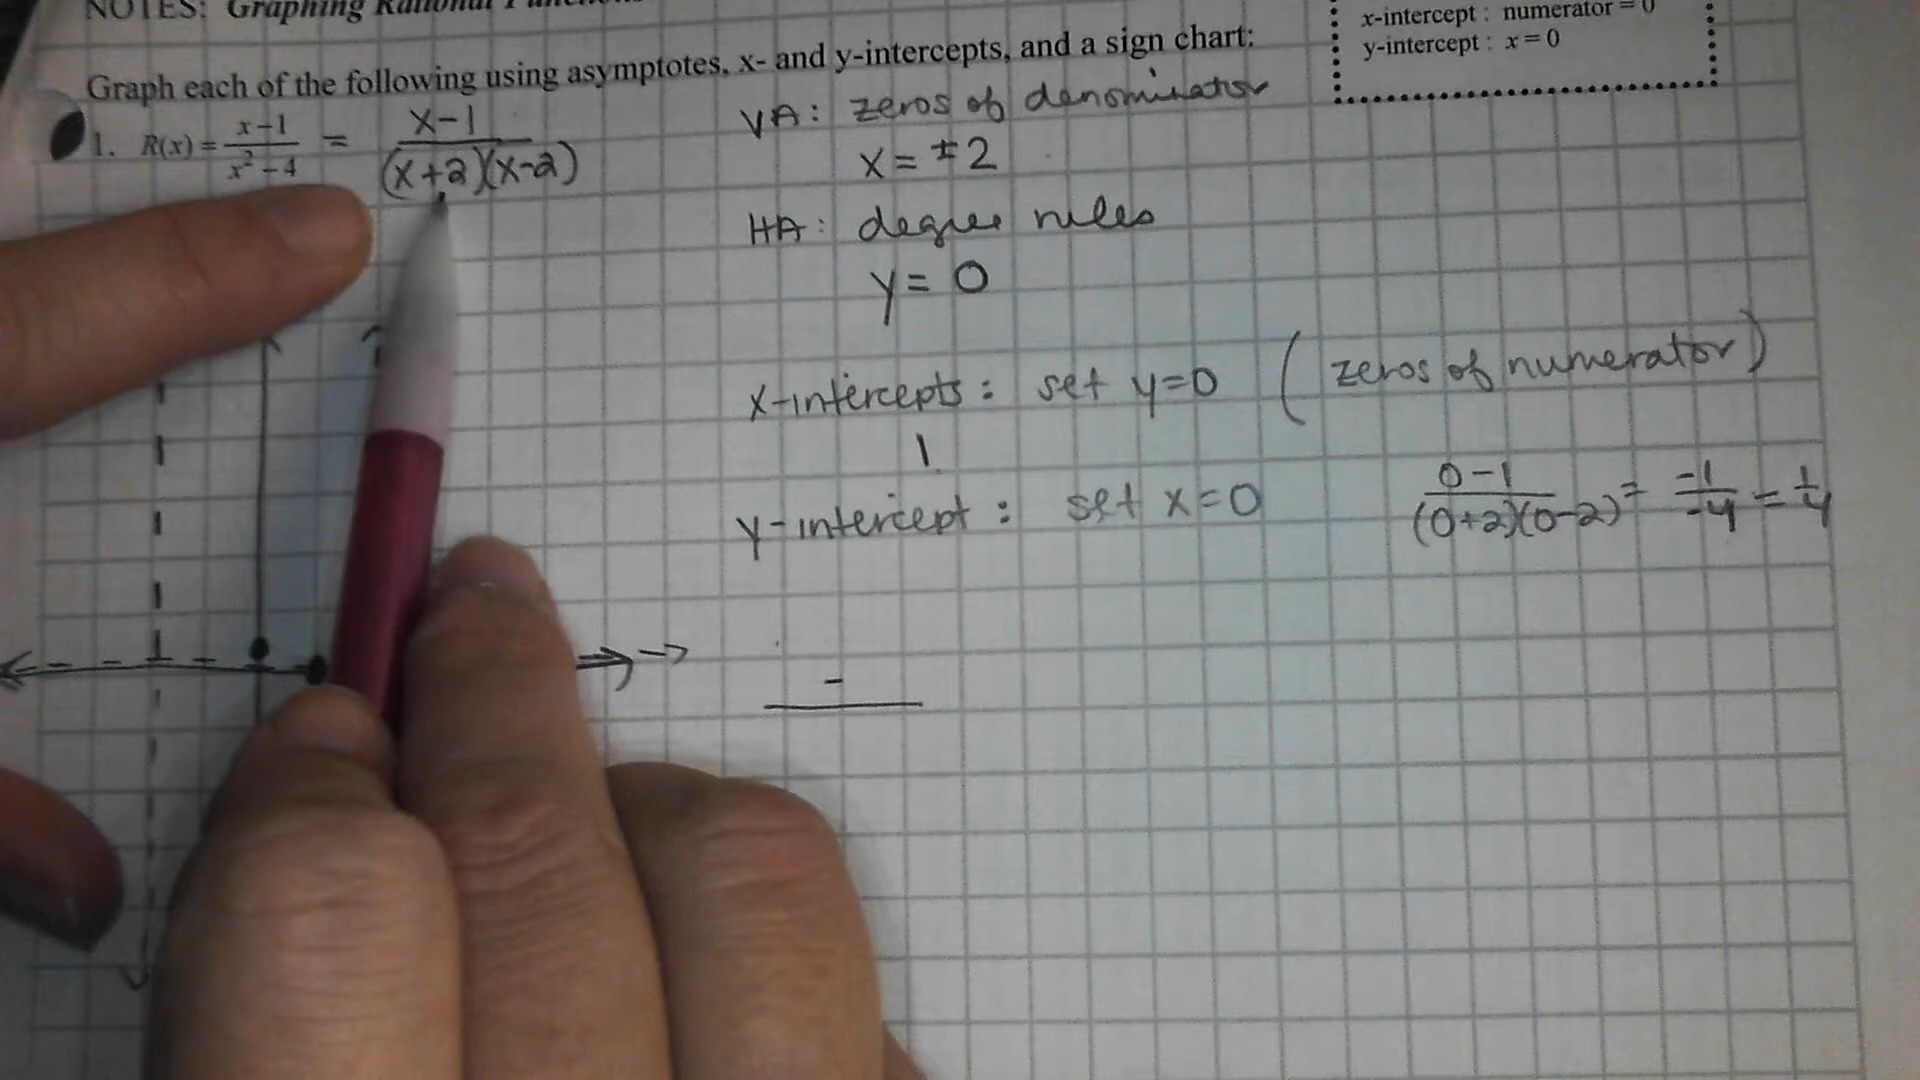 NOTES: Graphing Rational
x-intercept : numerator = 0
y-intercept : x = 0
Graph each of the following using asymptotes, x- and y-intercepts, and a sign chart:
1. R(x) = x-1 / x² - 4 = x-1 / (x+2)(x-2)
VA: zeros of denominator
x = ±2
HA: degree rules
y = 0
x-intercepts: set y=0 (zeros of numerator)
1
y-intercept: set x=0 0-1 / (0+2)(0-2) = -1 / -4 = 1/4
-